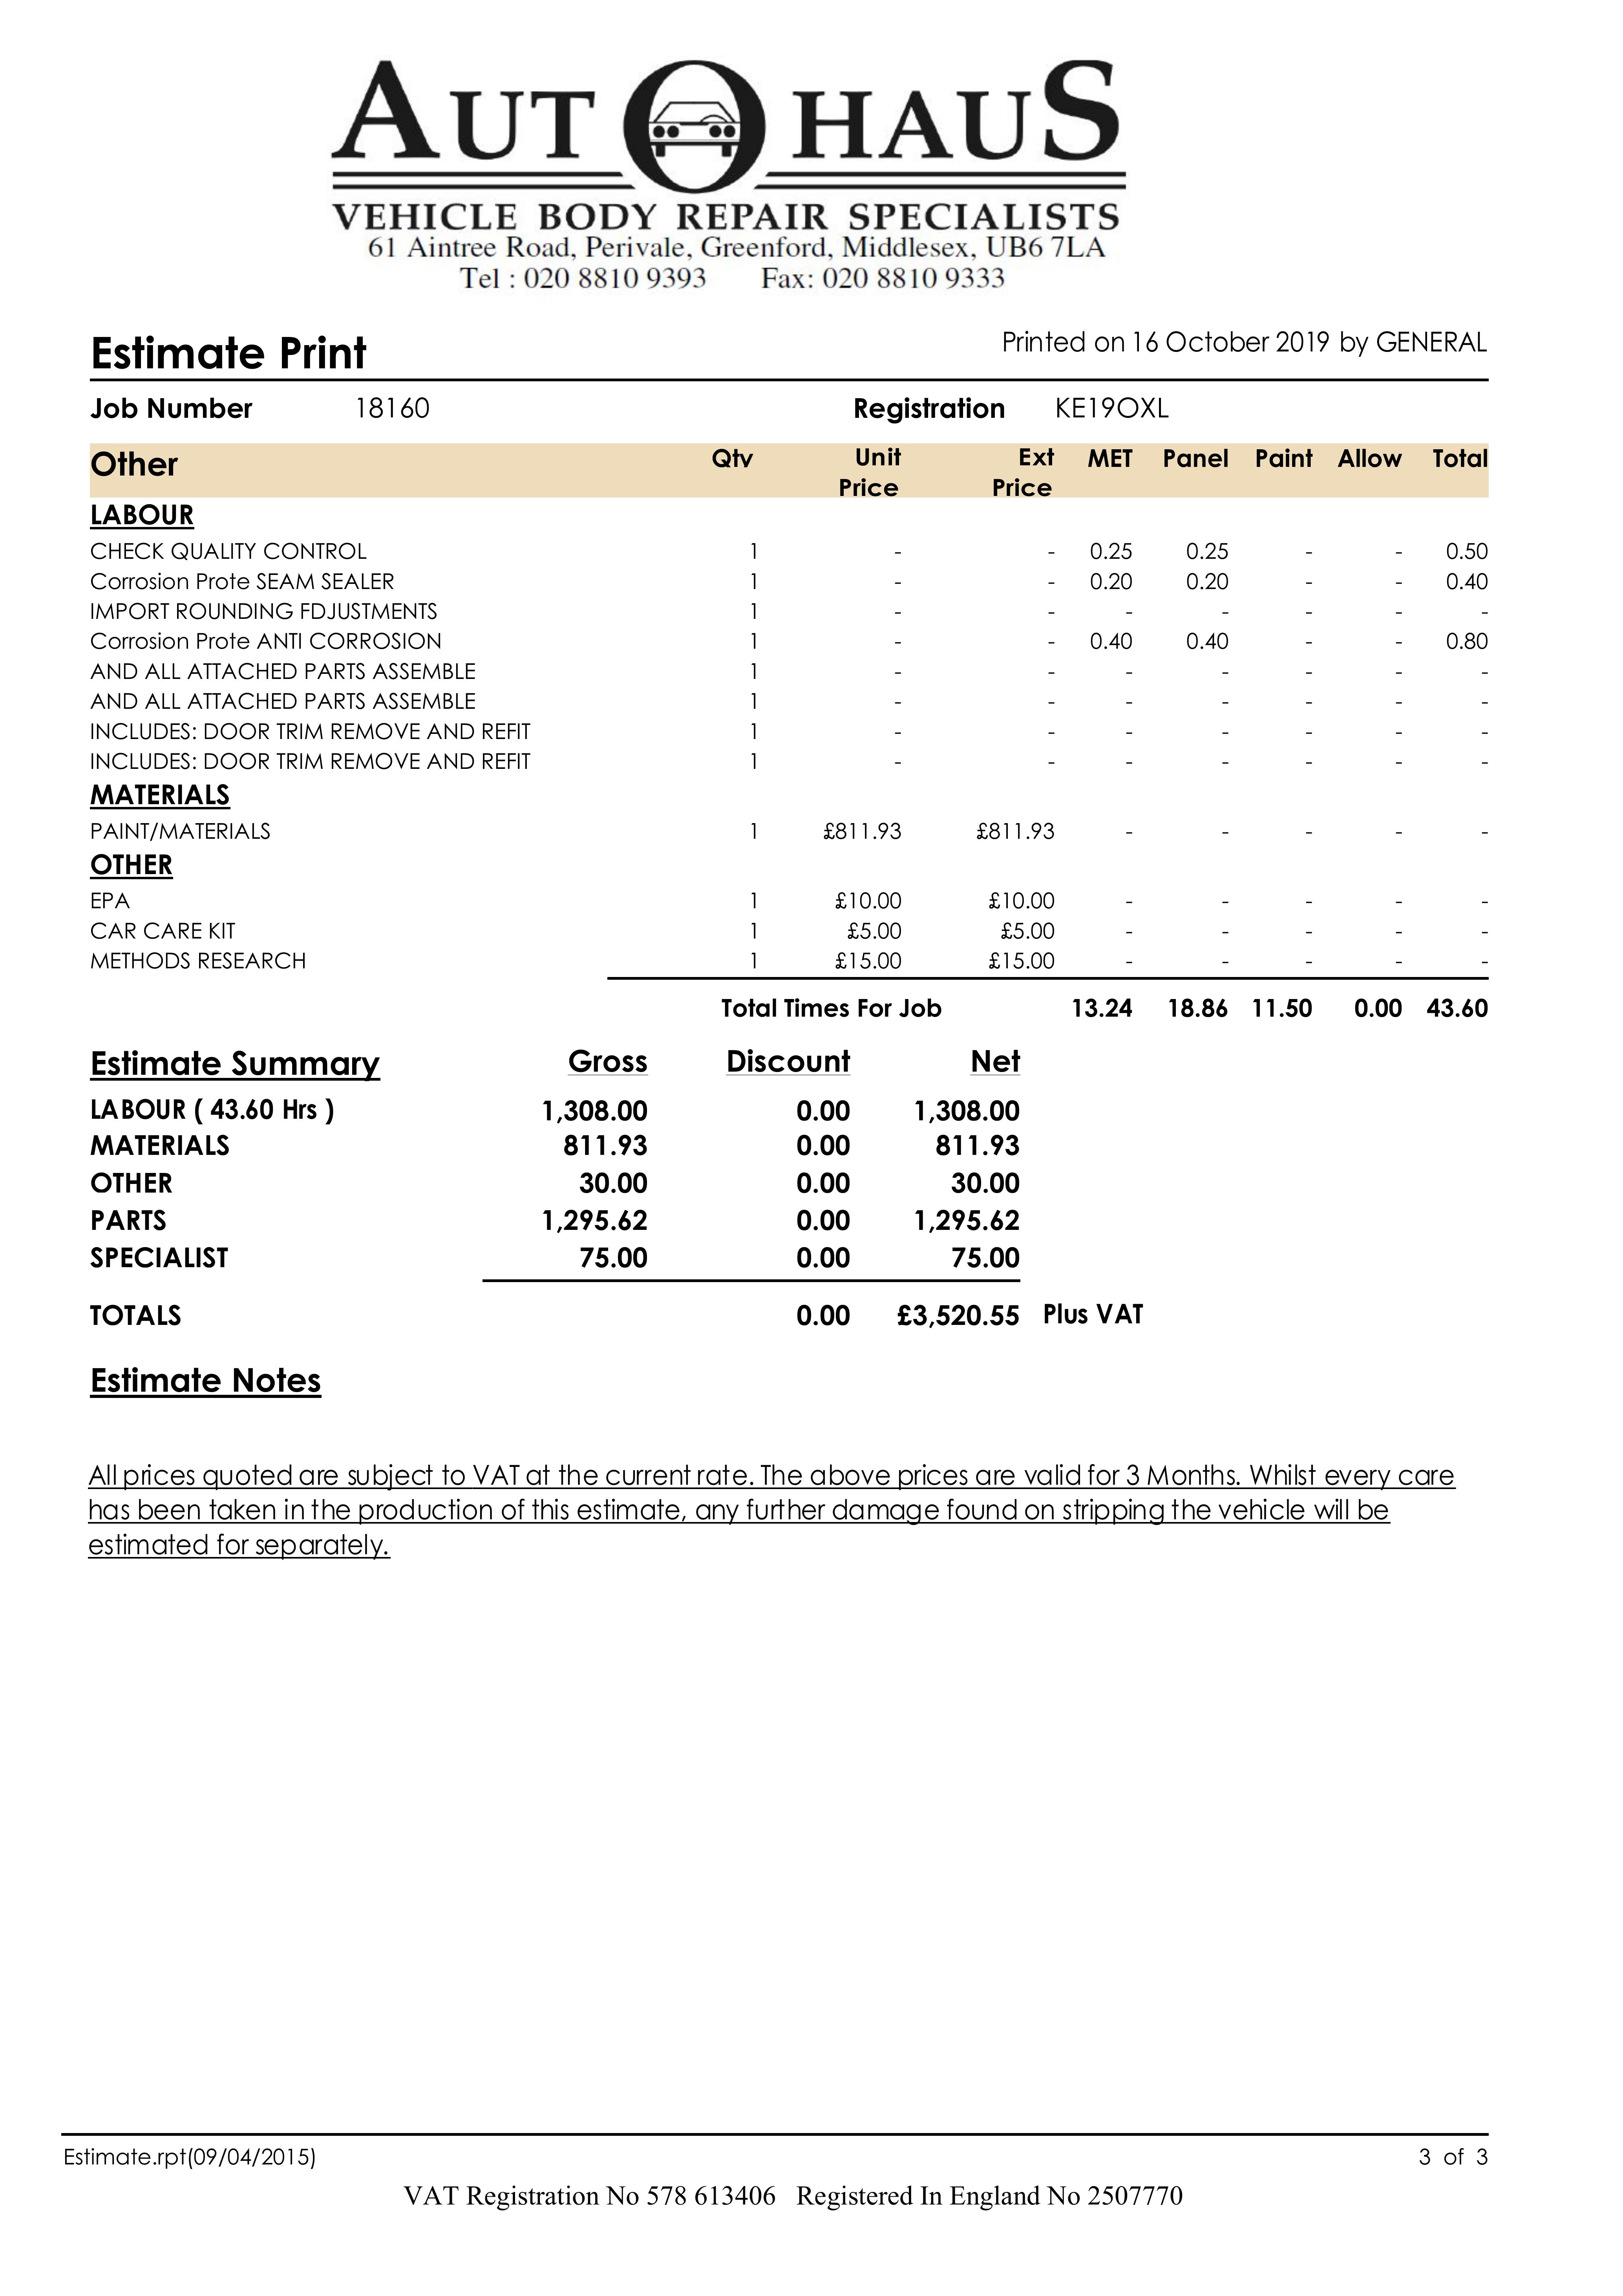 AUTOHAUS
VEHICLE BODY REPAIR SPECIALISTS
61 Aintree Road, Perivale, Greenford, Middlesex, UB6 7LA
Tel : 020 8810 9393 Fax: 020 8810 9333
Estimate Print Printed on 16 October 2019 by GENERAL
Job Number 18160 Registration KE19OXL
Other Qty Unit Price Ext Price MET Panel Paint Allow Total
LABOUR
CHECK QUALITY CONTROL 1 - - 0.25 0.25 - - 0.50
Corrosion Prote SEAM SEALER 1 - - 0.20 0.20 - - 0.40
IMPORT ROUNDING FDJUSTMENTS 1 - - - - - - -
Corrosion Prote ANTI CORROSION 1 - - 0.40 0.40 - - 0.80
AND ALL ATTACHED PARTS ASSEMBLE 1 - - - - - - -
AND ALL ATTACHED PARTS ASSEMBLE 1 - - - - - - -
INCLUDES: DOOR TRIM REMOVE AND REFIT 1 - - - - - - -
INCLUDES: DOOR TRIM REMOVE AND REFIT 1 - - - - - - -
MATERIALS
PAINT/MATERIALS 1 £811.93 £811.93 - - - - -
OTHER
EPA 1 £10.00 £10.00 - - - - -
CAR CARE KIT 1 £5.00 £5.00 - - - - -
METHODS RESEARCH 1 £15.00 £15.00 - - - - -
Total Times For Job 13.24 18.86 11.50 0.00 43.60
Estimate Summary Gross Discount Net
LABOUR ( 43.60 Hrs ) 1,308.00 0.00 1,308.00
MATERIALS 811.93 0.00 811.93
OTHER 30.00 0.00 30.00
PARTS 1,295.62 0.00 1,295.62
SPECIALIST 75.00 0.00 75.00
TOTALS 0.00 £3,520.55 Plus VAT
Estimate Notes
All prices quoted are subject to VAT at the current rate. The above prices are valid for 3 Months. Whilst every care
has been taken in the production of this estimate, any further damage found on stripping the vehicle will be
estimated for separately.
Estimate.rpt(09/04/2015) 3 of 3
VAT Registration No 578 613406 Registered In England No 2507770